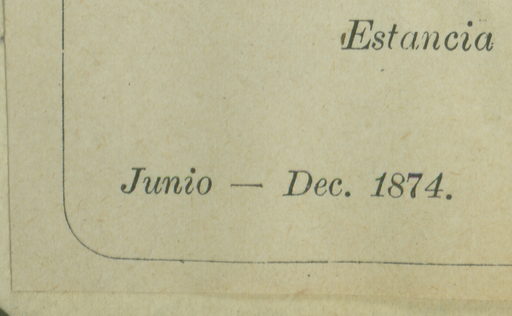 Estancia
Junio — Dec. 1874.